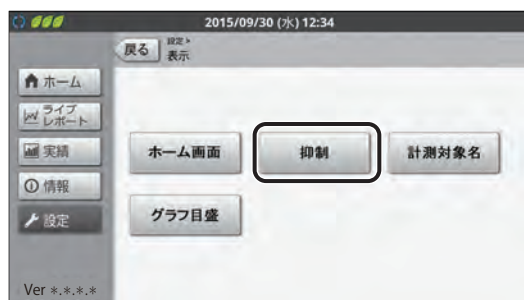 2015/09/30 (水) 12:34
戻る
設定>
表示
ホーム
ライブ
レポート
実績
情報
設定
ホーム画面
抑制
計測対象名
グラフ目盛
Ver *.*.*.*